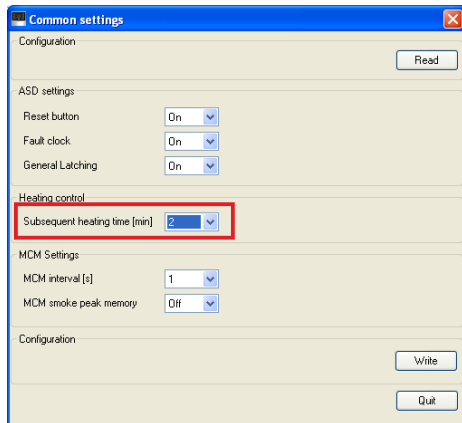 Common settings
Configuration
Read
ASD settings
Reset button On
Fault clock On
General Latching On
Heating control
Subsequent heating time [min] 2
MCM Settings
MCM interval [s] 1
MCM smoke peak memory Off
Configuration
Write
Quit